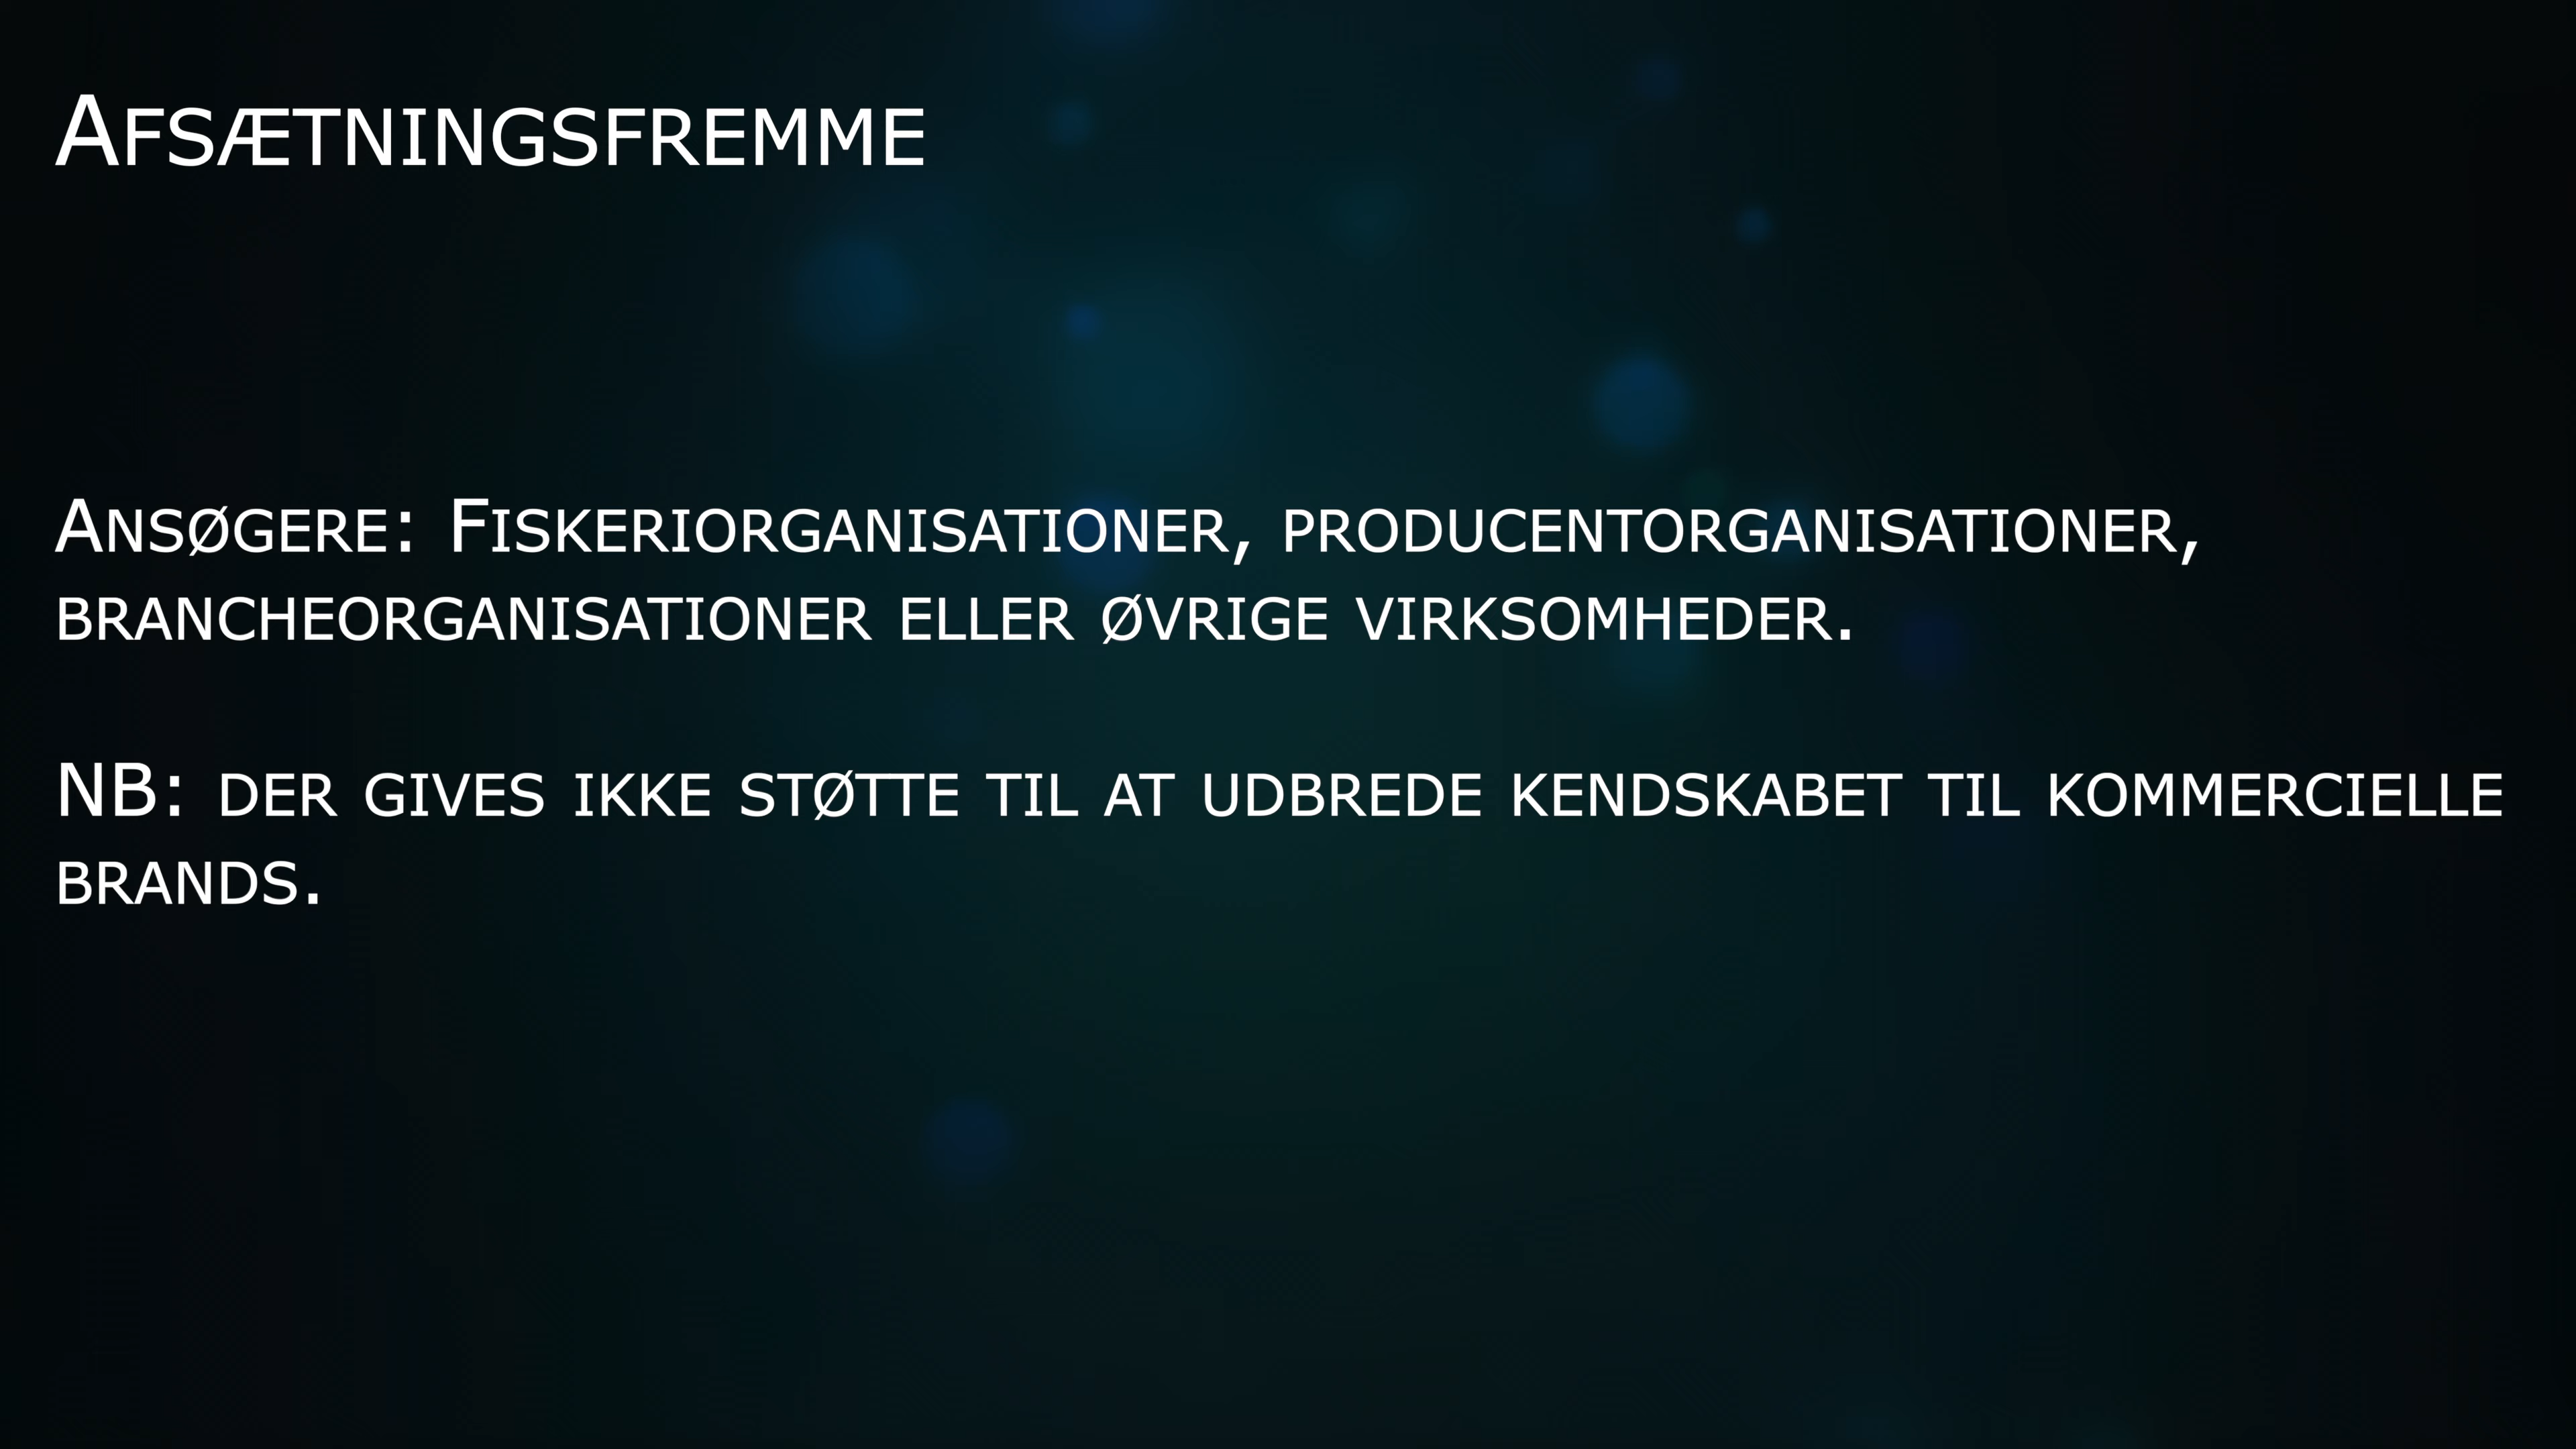 Afsætningsfremme
Ansøgere: Fiskeriorganisationer, producentorganisationer,
brancheorganisationer eller øvrige virksomheder.
NB: der gives ikke støtte til at udbrede kendskabet til kommercielle
brands.